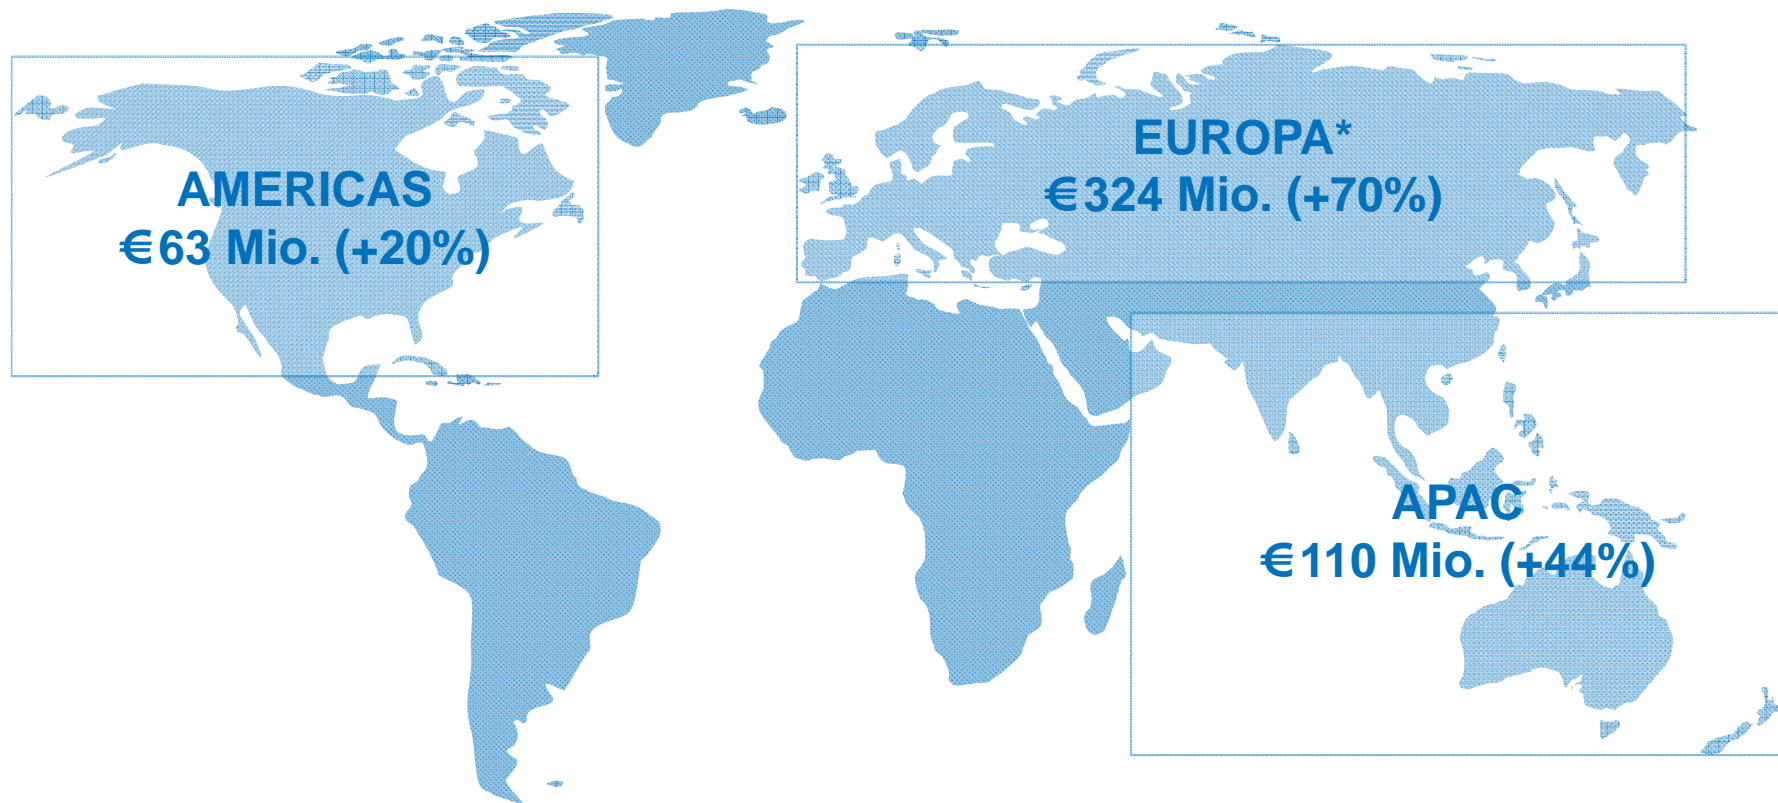 AMERICAS
€63 Mio. (+20%)
EUROPA*
€324 Mio. (+70%)
APAC
€110 Mio. (+44%)